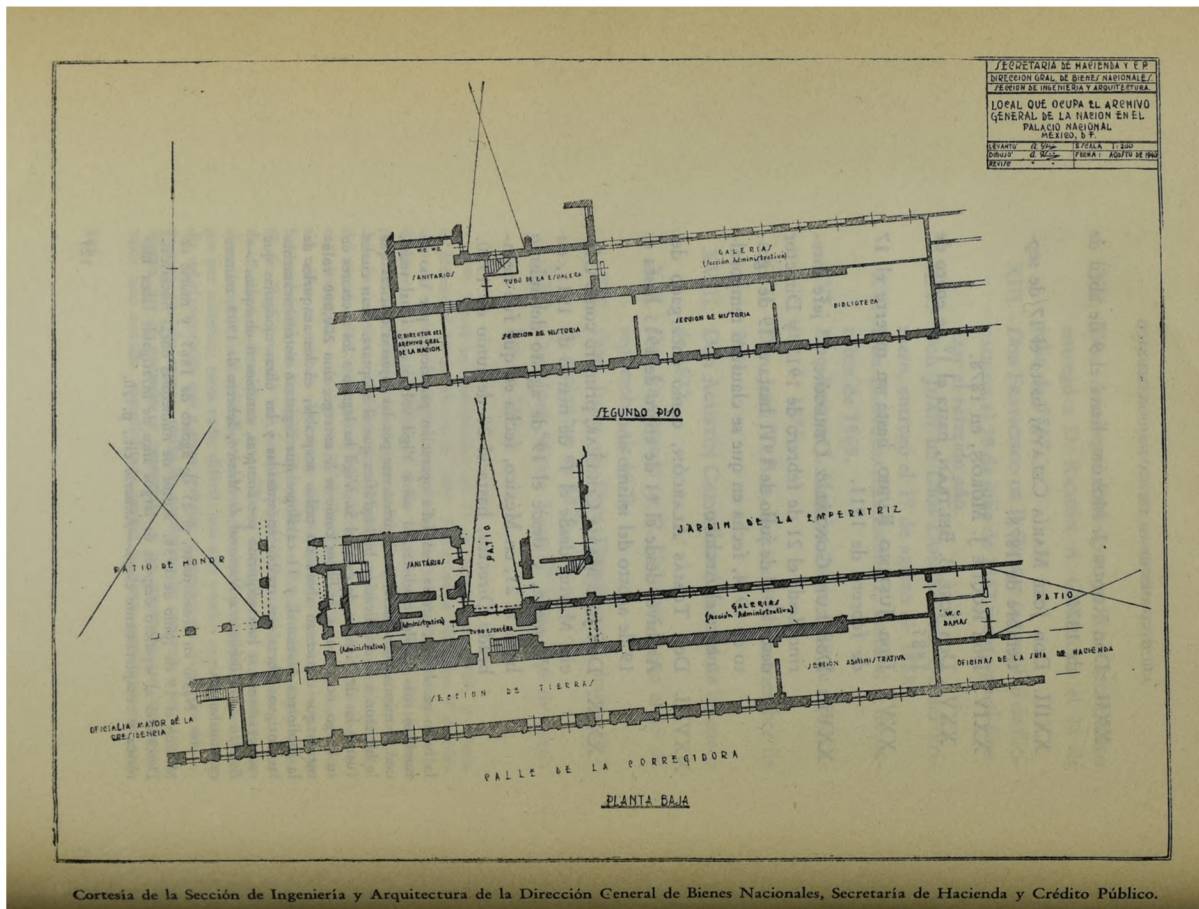 SECRETARIA DE HACIENDA Y C.P.
DIRECCION GRAL. DE BIENES NACIONALES.
SECCION DE INGENIERIA Y ARQUITECTURA.
LOCAL QUE OCUPA EL ARCHIVO
GENERAL DE LA NACION EN EL
PALACIO NACIONAL
MEXICO, D F.
LEVANTO
ESCALA 1:200
DIBUJO
FECHA: AGOSTO DE
REVISO
W.C. W.C.
SANITARIOS
TUBO DE LA ESCALERA
GALERIAS
(Sección Administrativa)
C. DIRECTOR DEL
ARCHIVO GRAL.
DE LA NACION.
SECCION DE HISTORIA
SECCION DE HISTORIA
BIBLIOTECA
SEGUNDO PISO
PATIO DE HONOR
SANITARIOS
PATIO
JARDIM DE LA EMPERATRIZ
(Administrativa)
(Administrativa)
TUBO ESCALERA
GALERIAS
(Sección Administrativa)
W.C
DAMAS
PATIO
SECCION DE TIERRAS
SECCION ADMINISTRATIVA
OFICINAS DE LA SRIA DE HACIENDA
OFICIALIA MAYOR DE LA
PRESIDENCIA
CALLE DE LA CORREGIDORA
PLANTA BAJA
Cortesía de la Sección de Ingeniería y Arquitectura de la Dirección General de Bienes Nacionales, Secretaría de Hacienda y Crédito Público.